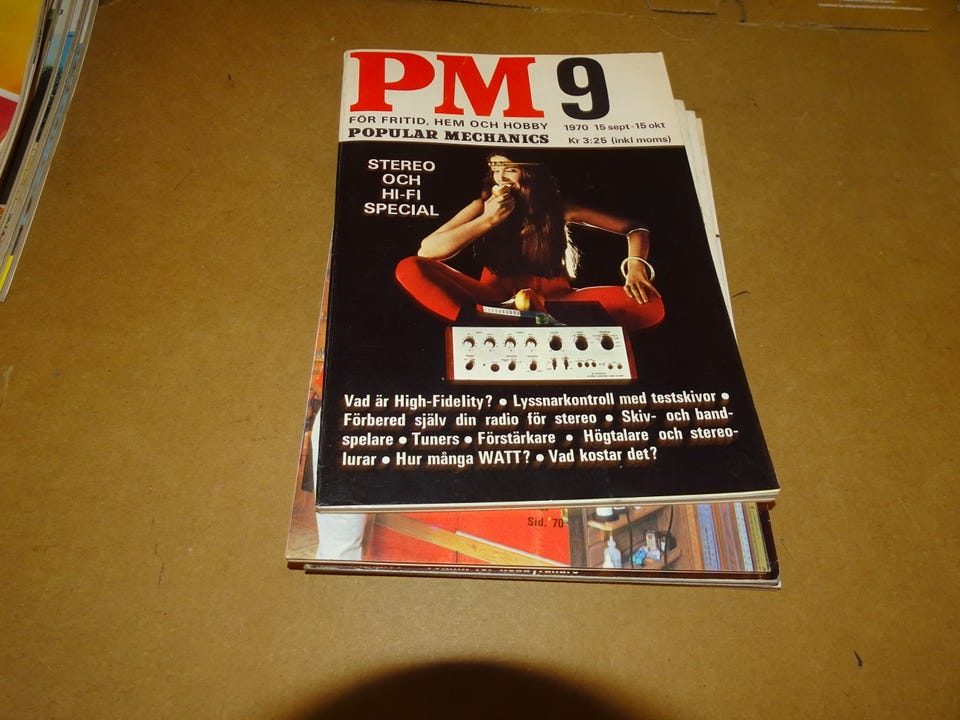 PM 9
FÖR FRITID, HEM OCH HOBBY
POPULAR MECHANICS
1970 15 sept-15 okt
Kr 3:25 (inkl moms)
STEREO
OCH
HI-FI
SPECIAL
Vad är High-Fidelity? • Lyssnarkontroll med testskivor •
Förbered själv din radio för stereo • Skiv- och band-
spelare • Tuners • Förstärkare • Högtalare och stereo-
lurar • Hur många WATT? • Vad kostar det?
Sid. 70